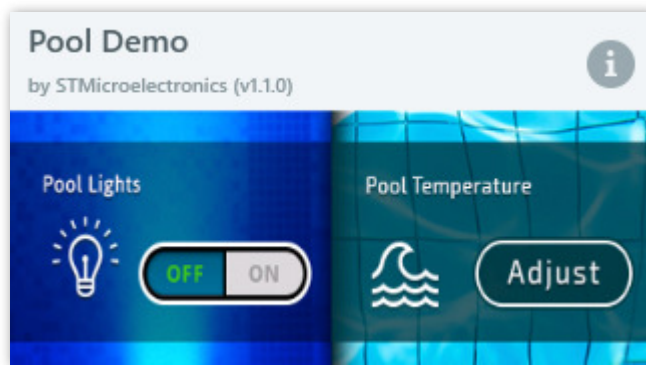 Pool Demo
by STMicroelectronics (v1.1.0)
i
Pool Lights
OFF ON
Pool Temperature
Adjust